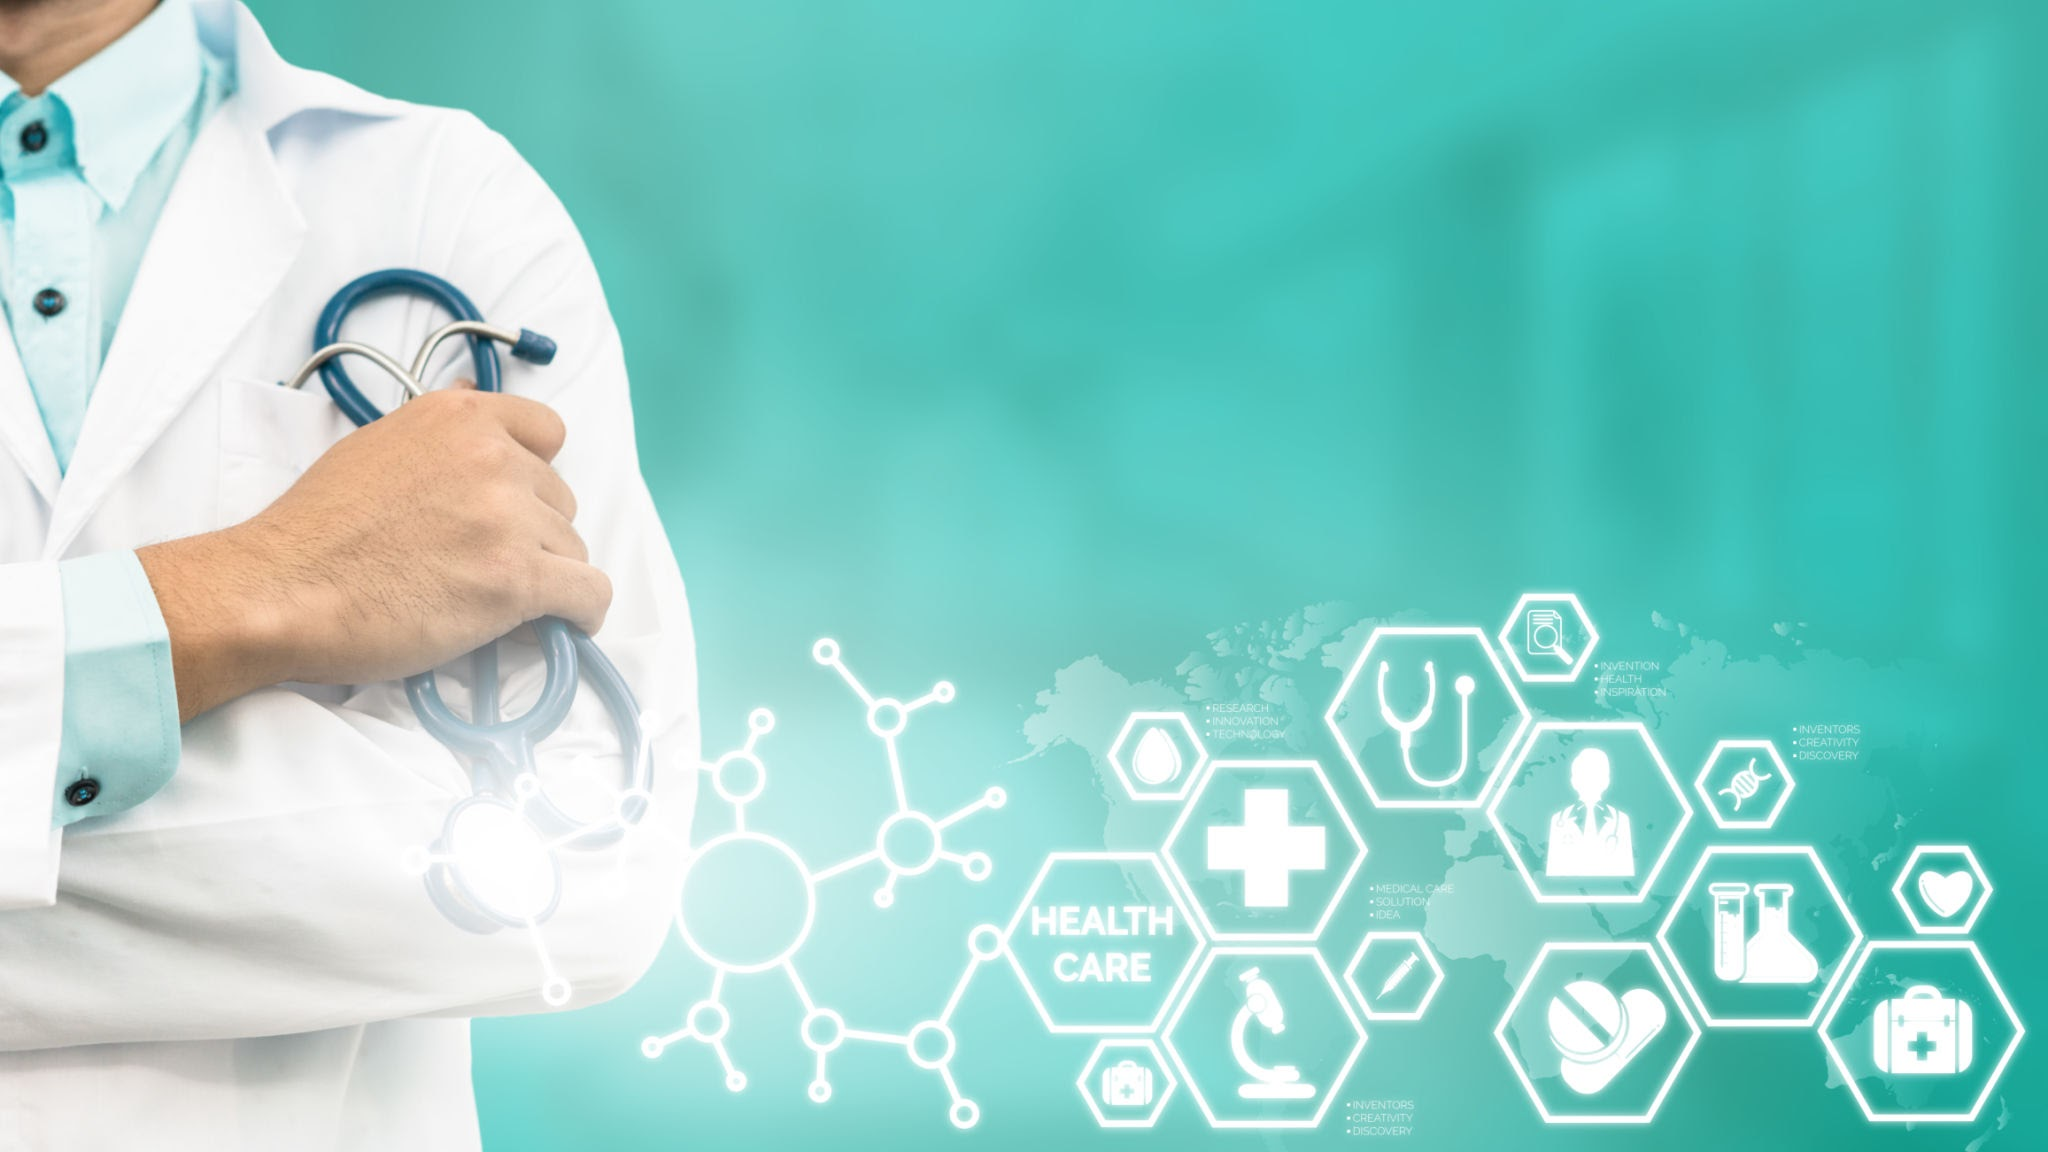 ▪ INVENTION
▪ HEALTH
▪ INSPIRATION
▪ RESEARCH
▪ INNOVATION
▪ TECHNOLOGY
▪ INVENTORS
▪ CREATIVITY
▪ DISCOVERY
▪ MEDICAL CARE
▪ SOLUTION
▪ IDEA
HEALTH
CARE
▪ INVENTORS
▪ CREATIVITY
▪ DISCOVERY